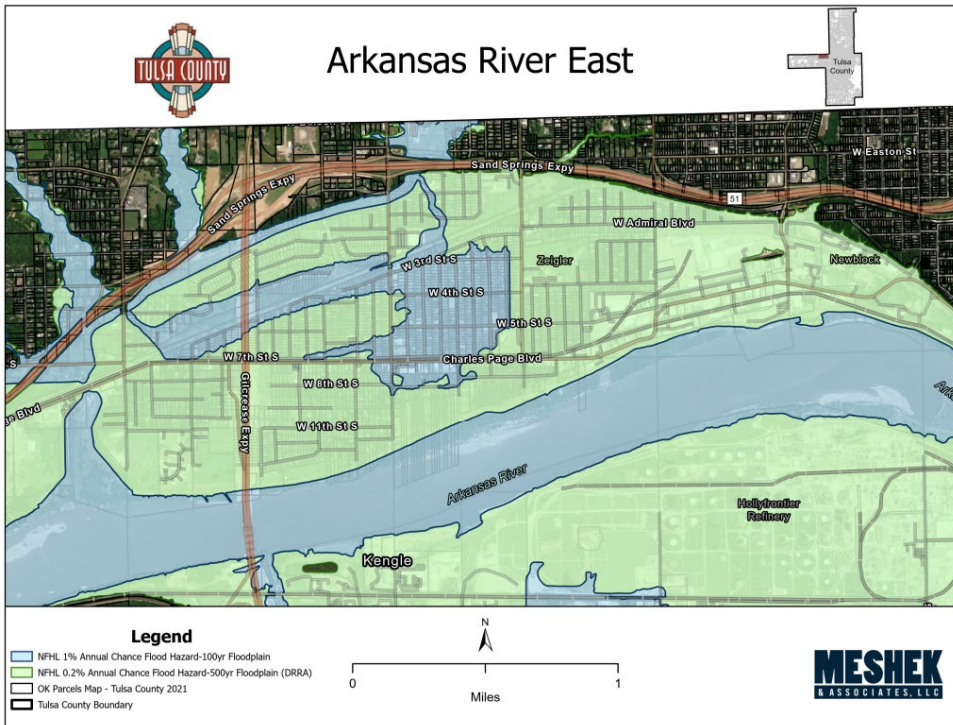 TULSA COUNTY
Arkansas River East
Tulsa
County
W Easton St
Sand Springs Expy
Sand Springs Expy
51
W Admiral Blvd
W 3rd St S
Zeigler
Newblock
W 4th St S
W 5th St S
S
W 7th St S
Charles Page Blvd
W 8th St S
Gilcrease Expy
ge Blvd
W 11th St S
Arkansas River
Hollyfrontier
Refinery
Kengle
Legend
NFHL 1% Annual Chance Flood Hazard-100yr Floodplain
NFHL 0.2% Annual Chance Flood Hazard-500yr Floodplain (DRRA)
OK Parcels Map - Tulsa County 2021
Tulsa County Boundary
N
0
1
Miles
MESHEK
& ASSOCIATES, LLC